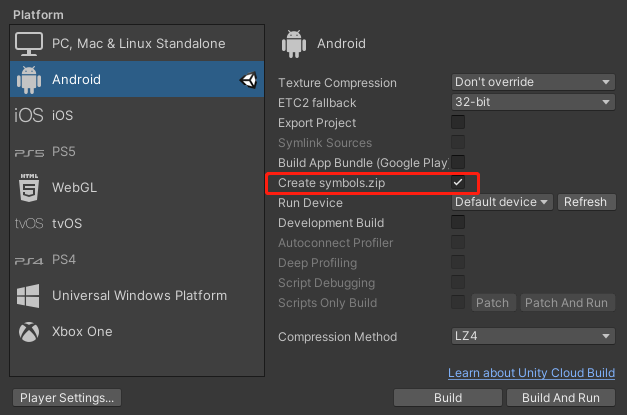 Platform
PC, Mac & Linux Standalone
Android
iOS iOS
PS5 PS5
HTML 5 WebGL
tvOS tvOS
PS4 PS4
Universal Windows Platform
Xbox One
Player Settings...
Android
Texture Compression Don't override
ETC2 fallback 32-bit
Export Project
Symlink Sources
Build App Bundle (Google Play
Create symbols.zip
Run Device Default device Refresh
Development Build
Autoconnect Profiler
Deep Profiling
Script Debugging
Scripts Only Build Patch Patch And Run
Compression Method LZ4
Learn about Unity Cloud Build
Build Build And Run